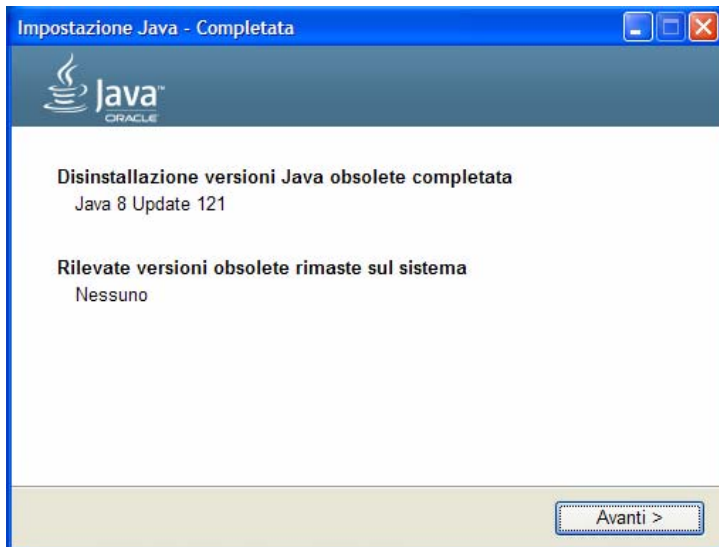 Impostazione Java - Completata
Java™
ORACLE
Disinstallazione versioni Java obsolete completata
Java 8 Update 121
Rilevate versioni obsolete rimaste sul sistema
Nessuno
Avanti >